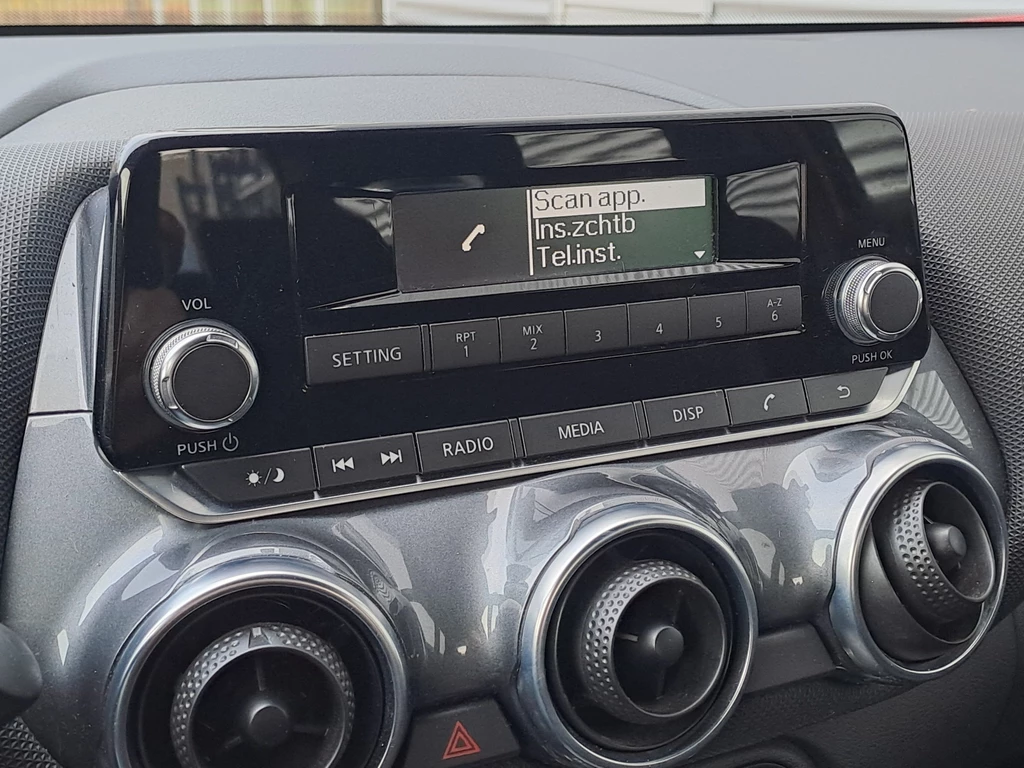 Scan app.
Ins.zchtb
Tel.inst.
VOL
MENU
SETTING
RPT
1
MIX
2
3
4
5
A-Z
6
PUSH
PUSH OK
RADIO
MEDIA
DISP